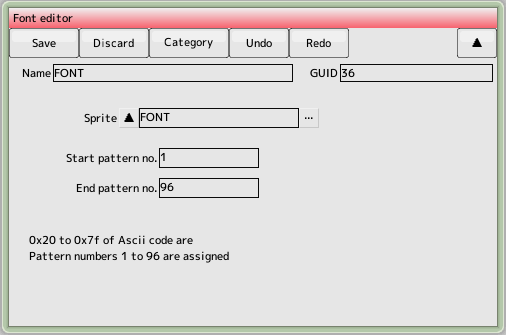 Font editor
Save Discard Category Undo Redo ▲
Name FONT GUID 36
Sprite ▲ FONT ...
Start pattern no. 1
End pattern no. 96
0x20 to 0x7f of Ascii code are
Pattern numbers 1 to 96 are assigned